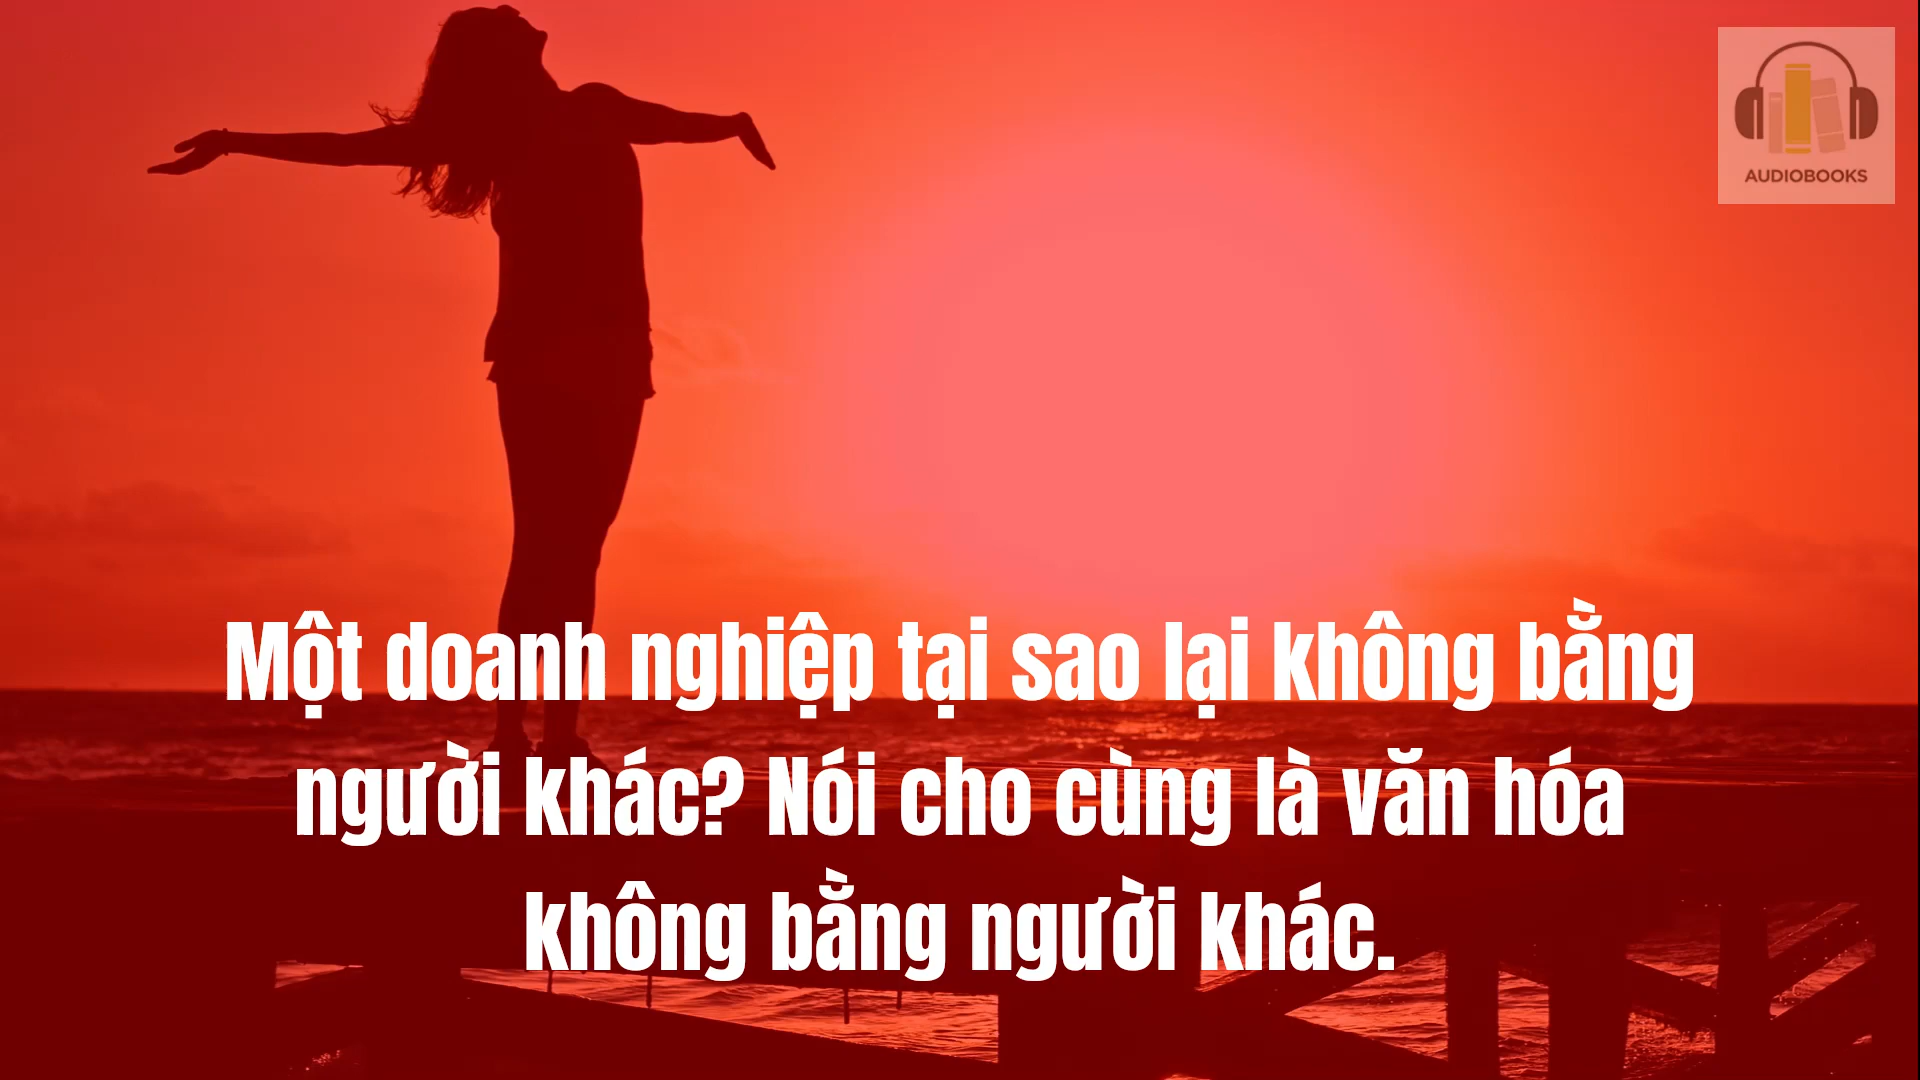 AUDIOBOOKS
Một doanh nghiệp tại sao lại không bằng
người khác? Nói cho cùng là văn hóa
không bằng người khác.